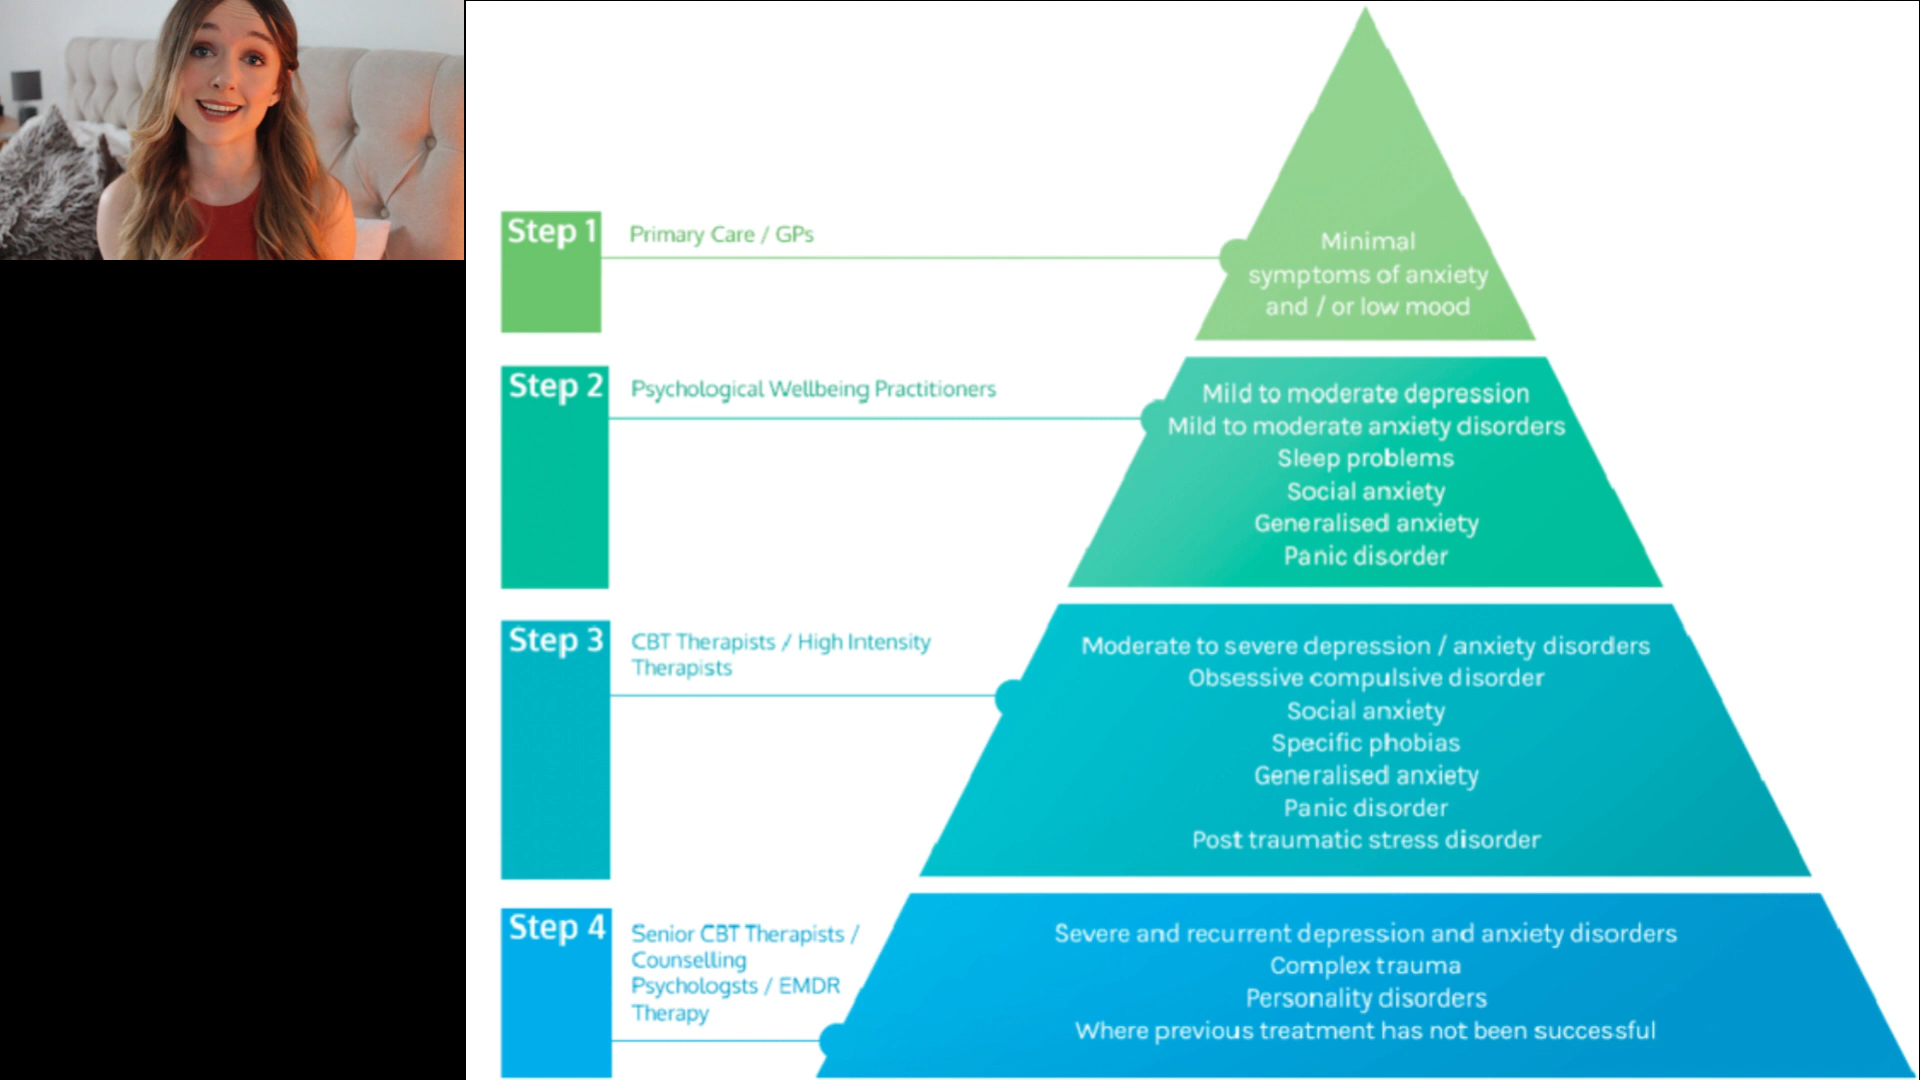 Step 1
Primary Care / GPs
Minimal
symptoms of anxiety
and / or low mood
Step 2
Psychological Wellbeing Practitioners
Mild to moderate depression
Mild to moderate anxiety disorders
Sleep problems
Social anxiety
Generalised anxiety
Panic disorder
Step 3
CBT Therapists / High Intensity
Therapists
Moderate to severe depression / anxiety disorders
Obsessive compulsive disorder
Social anxiety
Specific phobias
Generalised anxiety
Panic disorder
Post traumatic stress disorder
Step 4
Senior CBT Therapists /
Counselling
Psychologsts / EMDR
Therapy
Severe and recurrent depression and anxiety disorders
Complex trauma
Personality disorders
Where previous treatment has not been successful